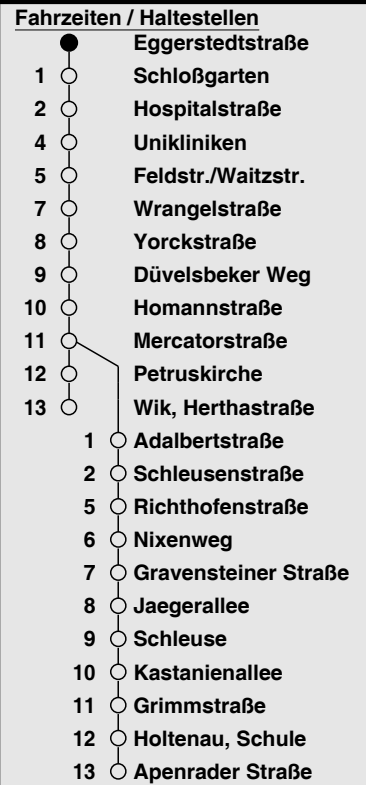 Fahrzeiten / Haltestellen
Eggerstedtstraße
1 Schloßgarten
2 Hospitalstraße
4 Unikliniken
5 Feldstr./Waitzstr.
7 Wrangelstraße
8 Yorckstraße
9 Düvelsbeker Weg
10 Homannstraße
11 Mercatorstraße
12 Petruskirche
13 Wik, Herthastraße
1 Adalbertstraße
2 Schleusenstraße
5 Richthofenstraße
6 Nixenweg
7 Gravensteiner Straße
8 Jaegerallee
9 Schleuse
10 Kastanienallee
11 Grimmstraße
12 Holtenau, Schule
13 Apenrader Straße